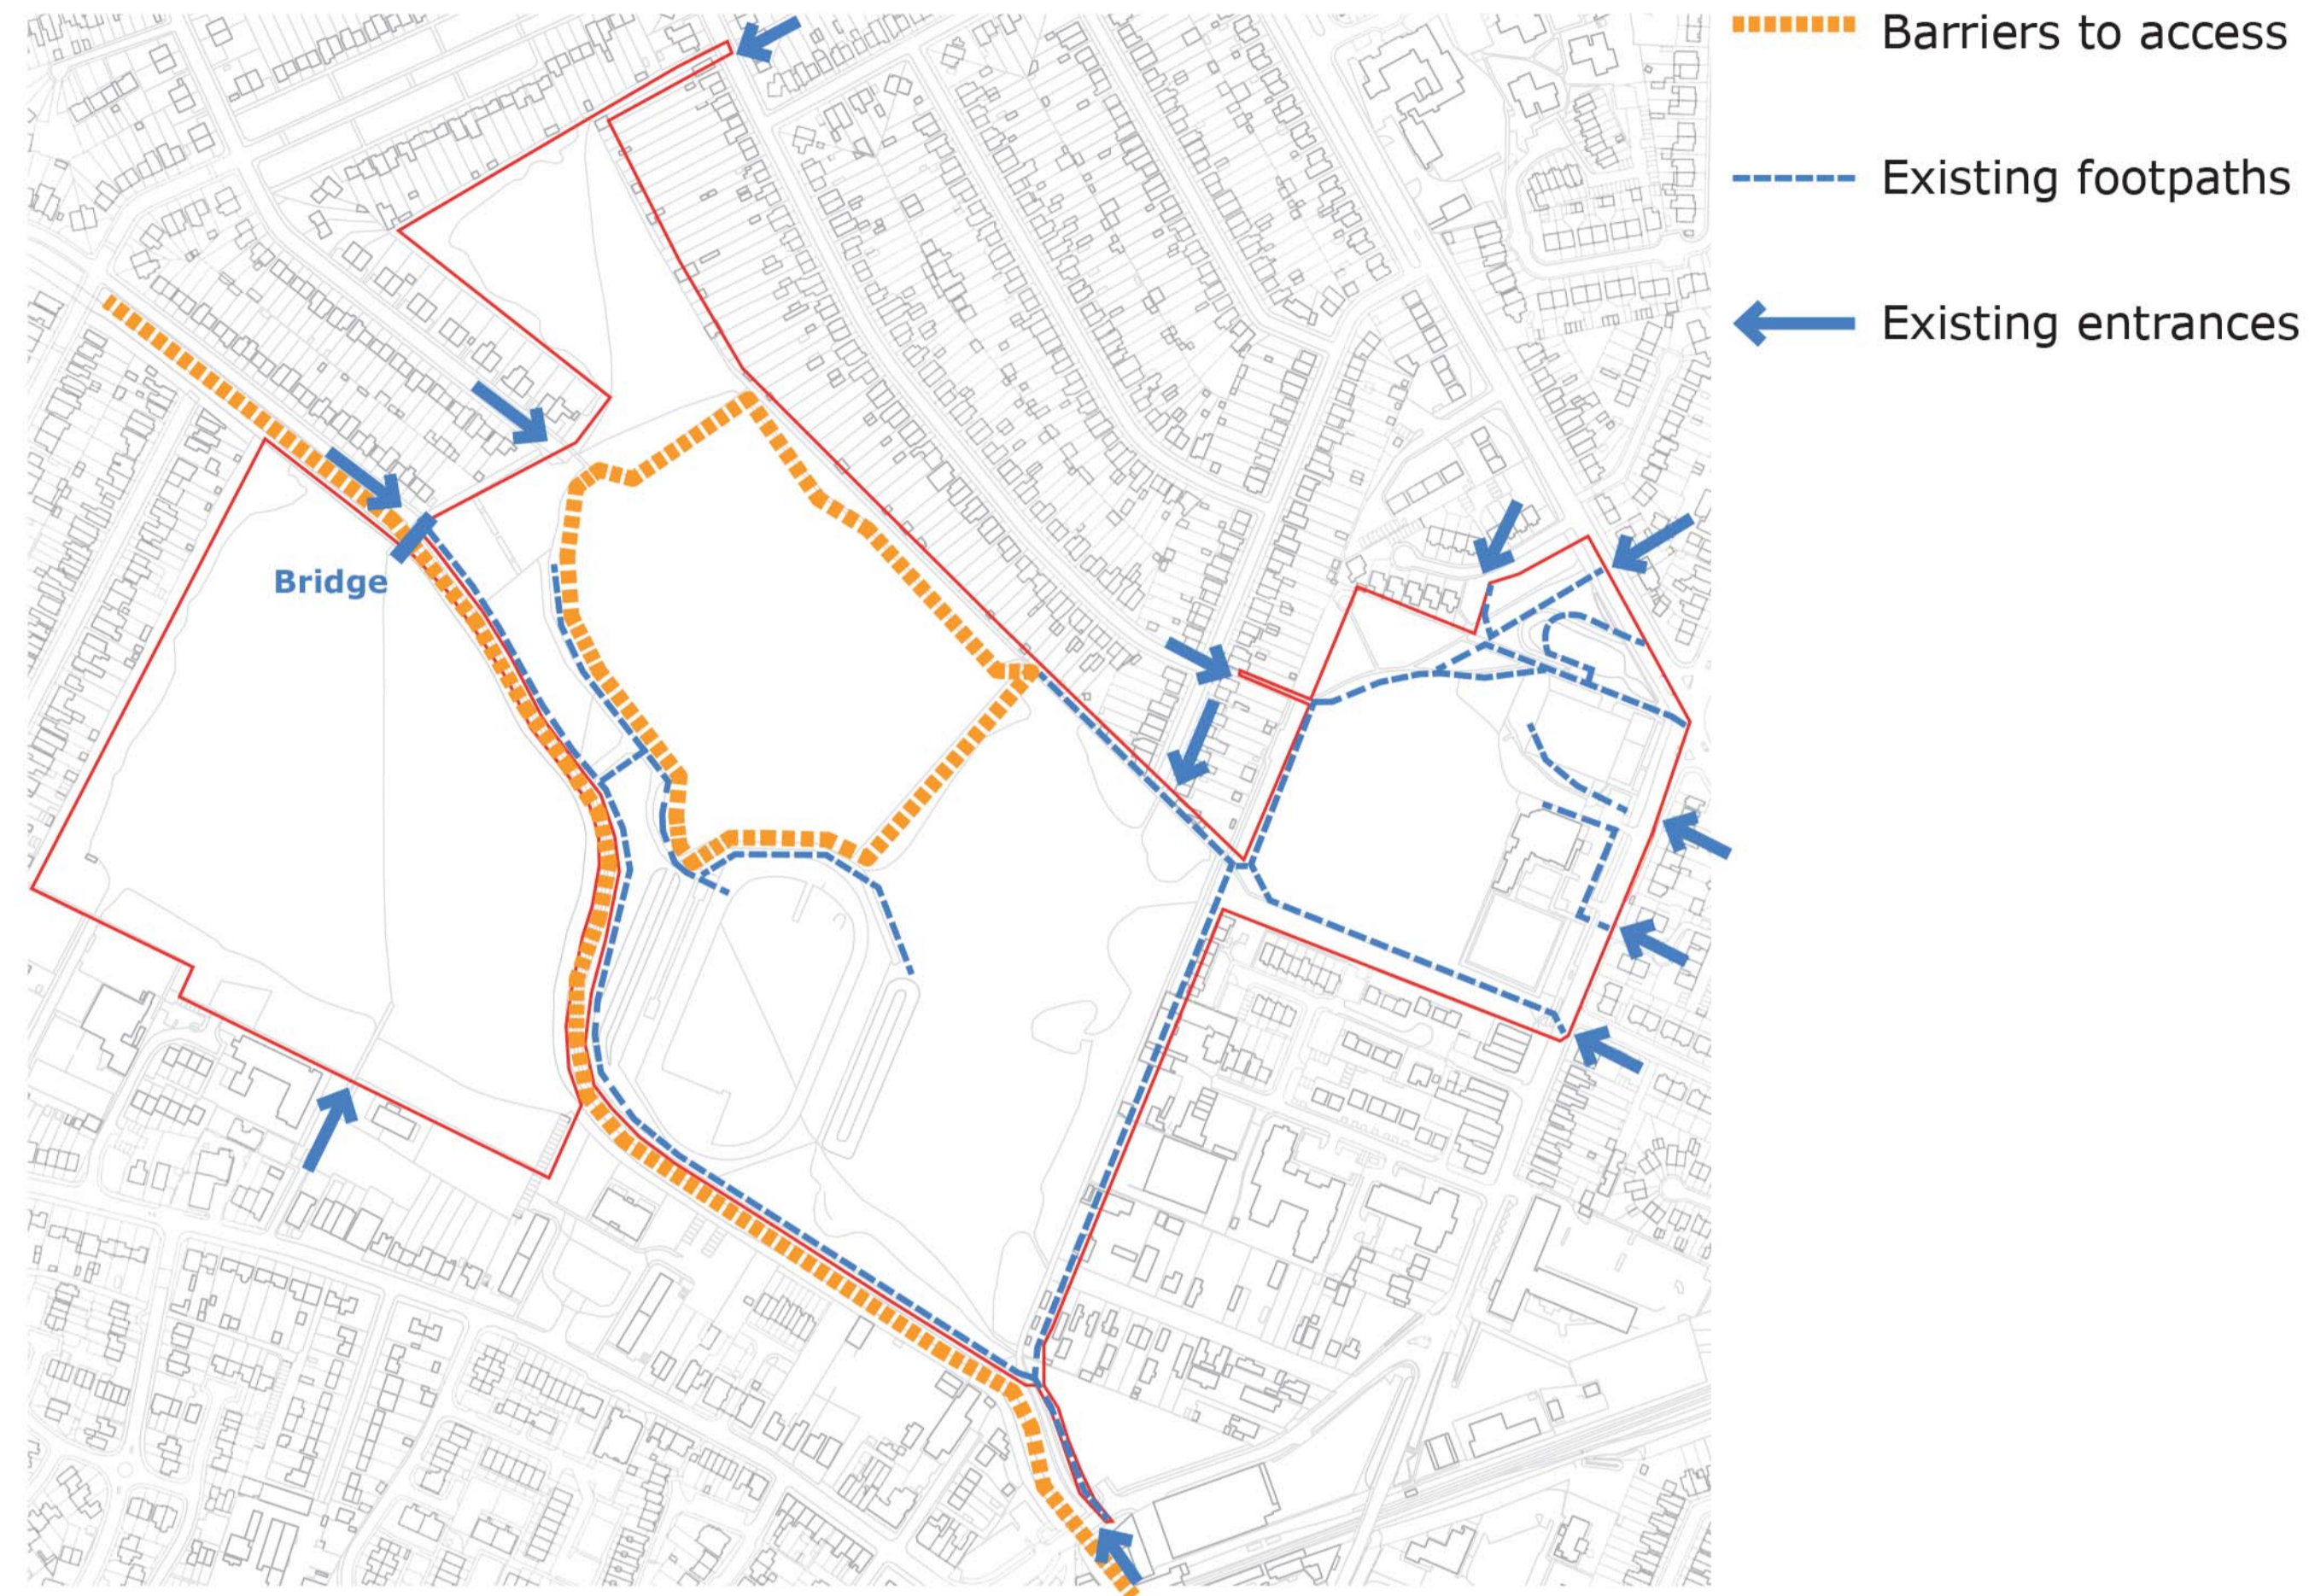 Barriers to access
Existing footpaths
Existing entrances
Bridge